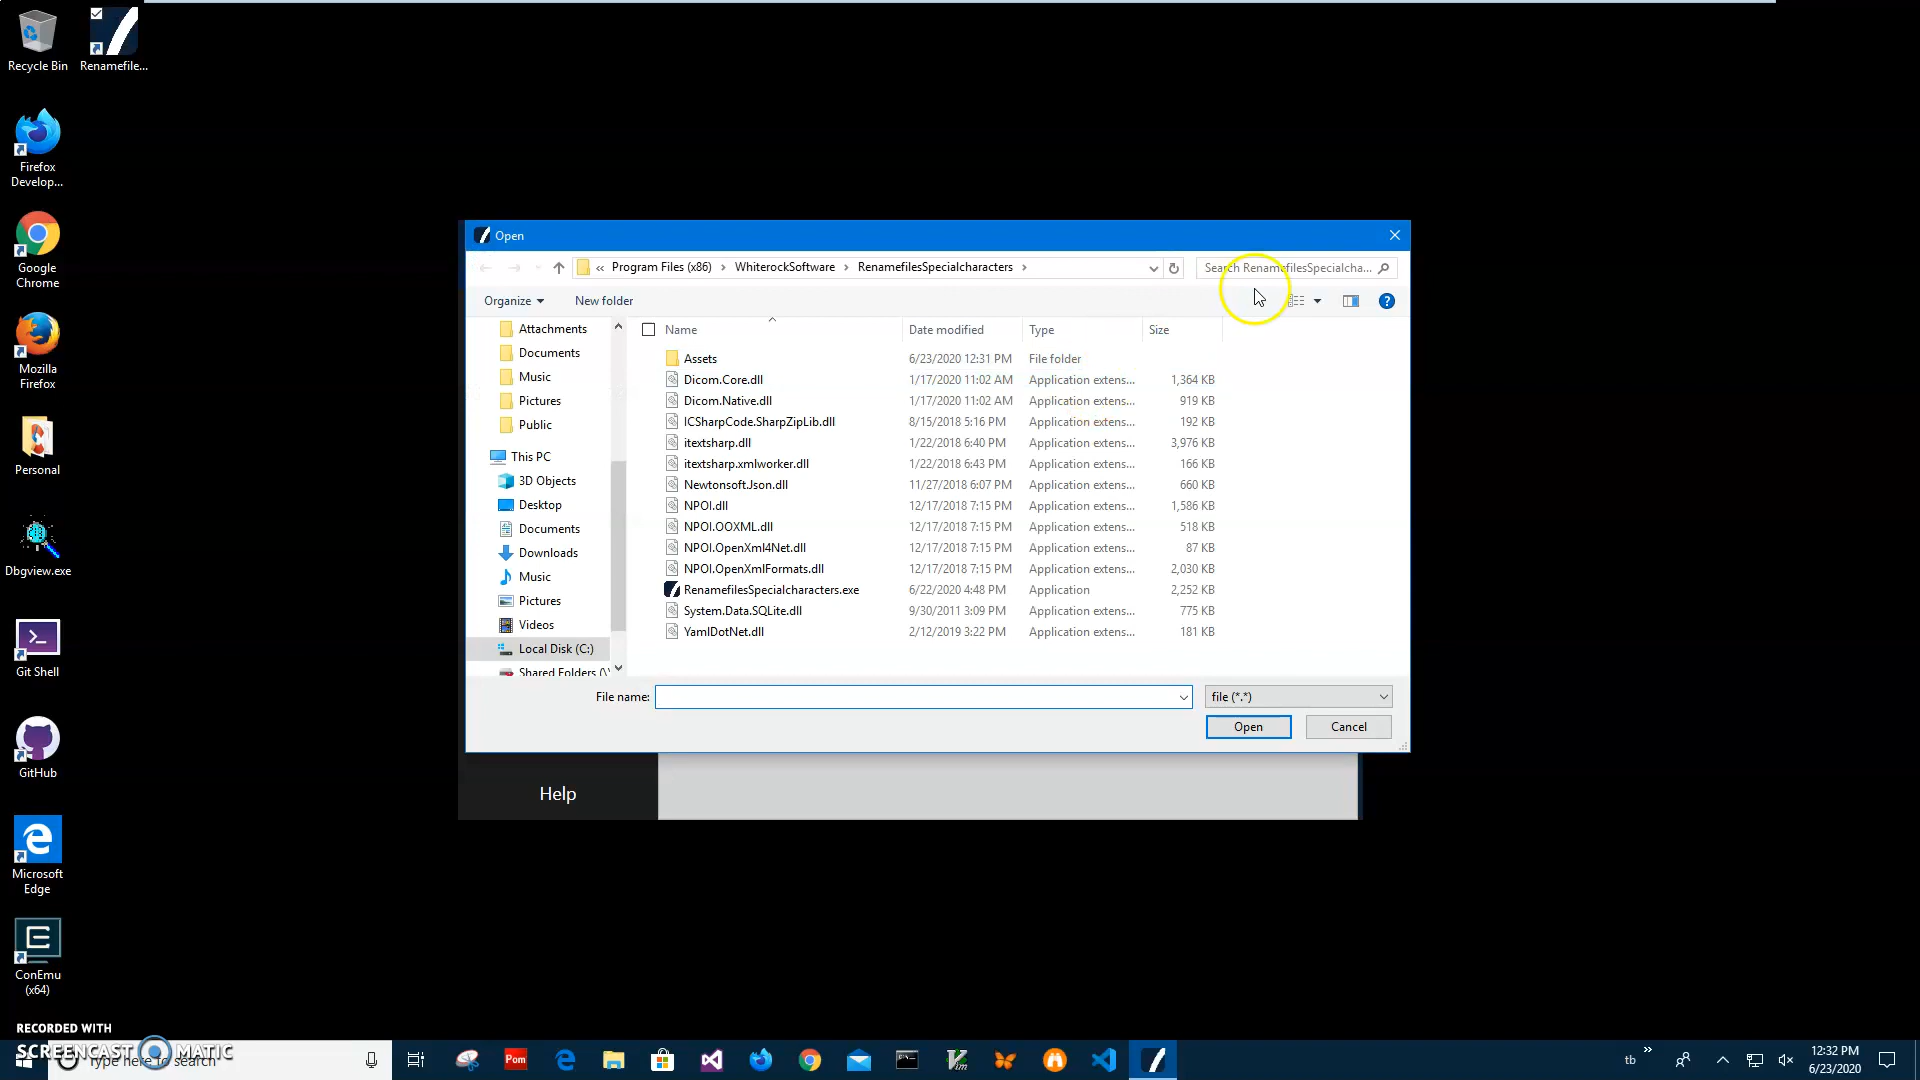 Recycle Bin
Renamefile...
Firefox
Develop...
Google
Chrome
Mozilla
Firefox
Personal
Dbgview.exe
Git Shell
GitHub
Microsoft
Edge
ConEmu
(x64)
Open
« Program Files (x86) > WhiterockSoftware > RenamefilesSpecialcharacters >
Search RenamefilesSpecialcha...
Organize
New folder
Attachments
Documents
Music
Pictures
Public
This PC
3D Objects
Desktop
Documents
Downloads
Music
Pictures
Videos
Local Disk (C:)
Shared Folders (\\
Name Date modified Type Size
Assets 6/23/2020 12:31 PM File folder
Dicom.Core.dll 1/17/2020 11:02 AM Application extens... 1,364 KB
Dicom.Native.dll 1/17/2020 11:02 AM Application extens... 919 KB
ICSharpCode.SharpZipLib.dll 8/15/2018 5:16 PM Application extens... 192 KB
itextsharp.dll 1/22/2018 6:40 PM Application extens... 3,976 KB
itextsharp.xmlworker.dll 1/22/2018 6:43 PM Application extens... 166 KB
Newtonsoft.Json.dll 11/27/2018 6:07 PM Application extens... 660 KB
NPOI.dll 12/17/2018 7:15 PM Application extens... 1,586 KB
NPOI.OOXML.dll 12/17/2018 7:15 PM Application extens... 518 KB
NPOI.OpenXml4Net.dll 12/17/2018 7:15 PM Application extens... 87 KB
NPOI.OpenXmlFormats.dll 12/17/2018 7:15 PM Application extens... 2,030 KB
RenamefilesSpecialcharacters.exe 6/22/2020 4:48 PM Application 2,252 KB
System.Data.SQLite.dll 9/30/2011 3:09 PM Application extens... 775 KB
YamlDotNet.dll 2/12/2019 3:22 PM Application extens... 181 KB
File name:
file (*.*)
Open
Cancel
Help
RECORDED WITH
SCREENCAST MATIC
Type here to search
Pom
Vim
tb
12:32 PM
6/23/2020